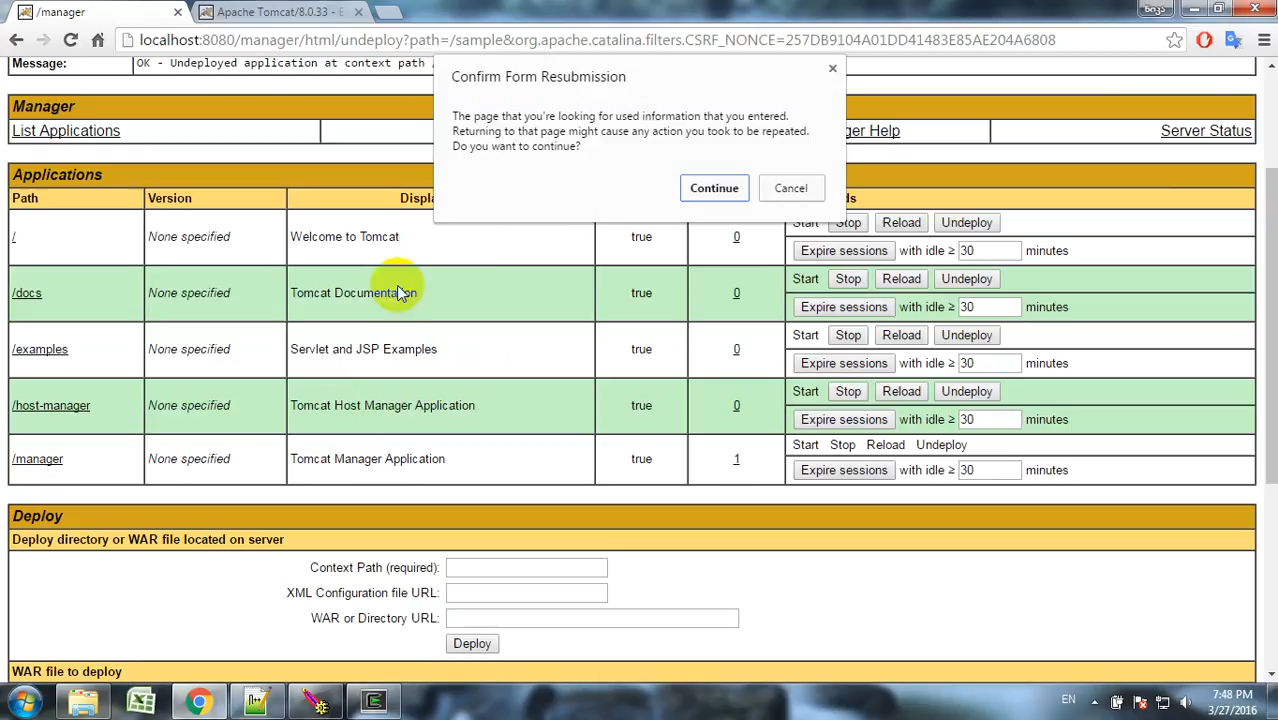 /manager
Apache Tomcat/8.0.33 - E
localhost:8080/manager/html/undeploy?path=/sample&org.apache.catalina.filters.CSRF_NONCE=257DB9104A01DD41483E85AE204A6808
Message: OK - Undeployed application at context path
Confirm Form Resubmission
The page that you're looking for used information that you entered.
Returning to that page might cause any action you took to be repeated.
Do you want to continue?
Continue Cancel
Manager
List Applications ger Help Server Status
Applications
Path Version Displa ds
/ None specified Welcome to Tomcat true 0 Start Stop Reload Undeploy
Expire sessions with idle ≥ 30 minutes
/docs None specified Tomcat Documentation true 0 Start Stop Reload Undeploy
Expire sessions with idle ≥ 30 minutes
/examples None specified Servlet and JSP Examples true 0 Start Stop Reload Undeploy
Expire sessions with idle ≥ 30 minutes
/host-manager None specified Tomcat Host Manager Application true 0 Start Stop Reload Undeploy
Expire sessions with idle ≥ 30 minutes
/manager None specified Tomcat Manager Application true 1 Start Stop Reload Undeploy
Expire sessions with idle ≥ 30 minutes
Deploy
Deploy directory or WAR file located on server
Context Path (required):
XML Configuration file URL:
WAR or Directory URL:
Deploy
WAR file to deploy
EN 7:48 PM
3/27/2016